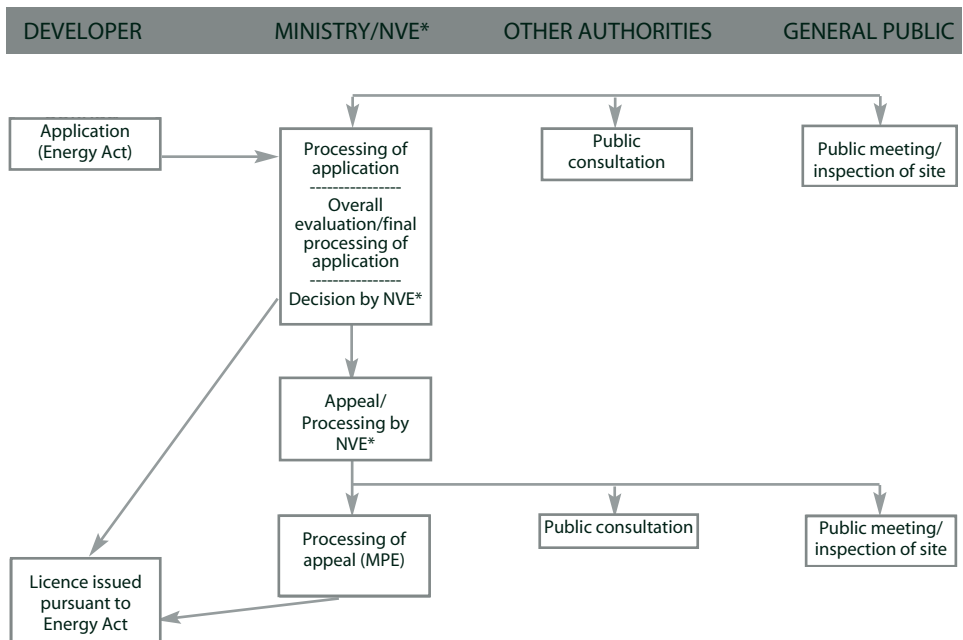 DEVELOPER MINISTRY/NVE* OTHER AUTHORITIES GENERAL PUBLIC
Application
(Energy Act)
Processing of
application
----------------
Overall
evaluation/final
processing of
application
----------------
Decision by NVE*
Public
consultation
Public meeting/
inspection of site
Appeal/
Processing by
NVE*
Processing of
appeal (MPE)
Public consultation
Public meeting/
inspection of site
Licence issued
pursuant to
Energy Act